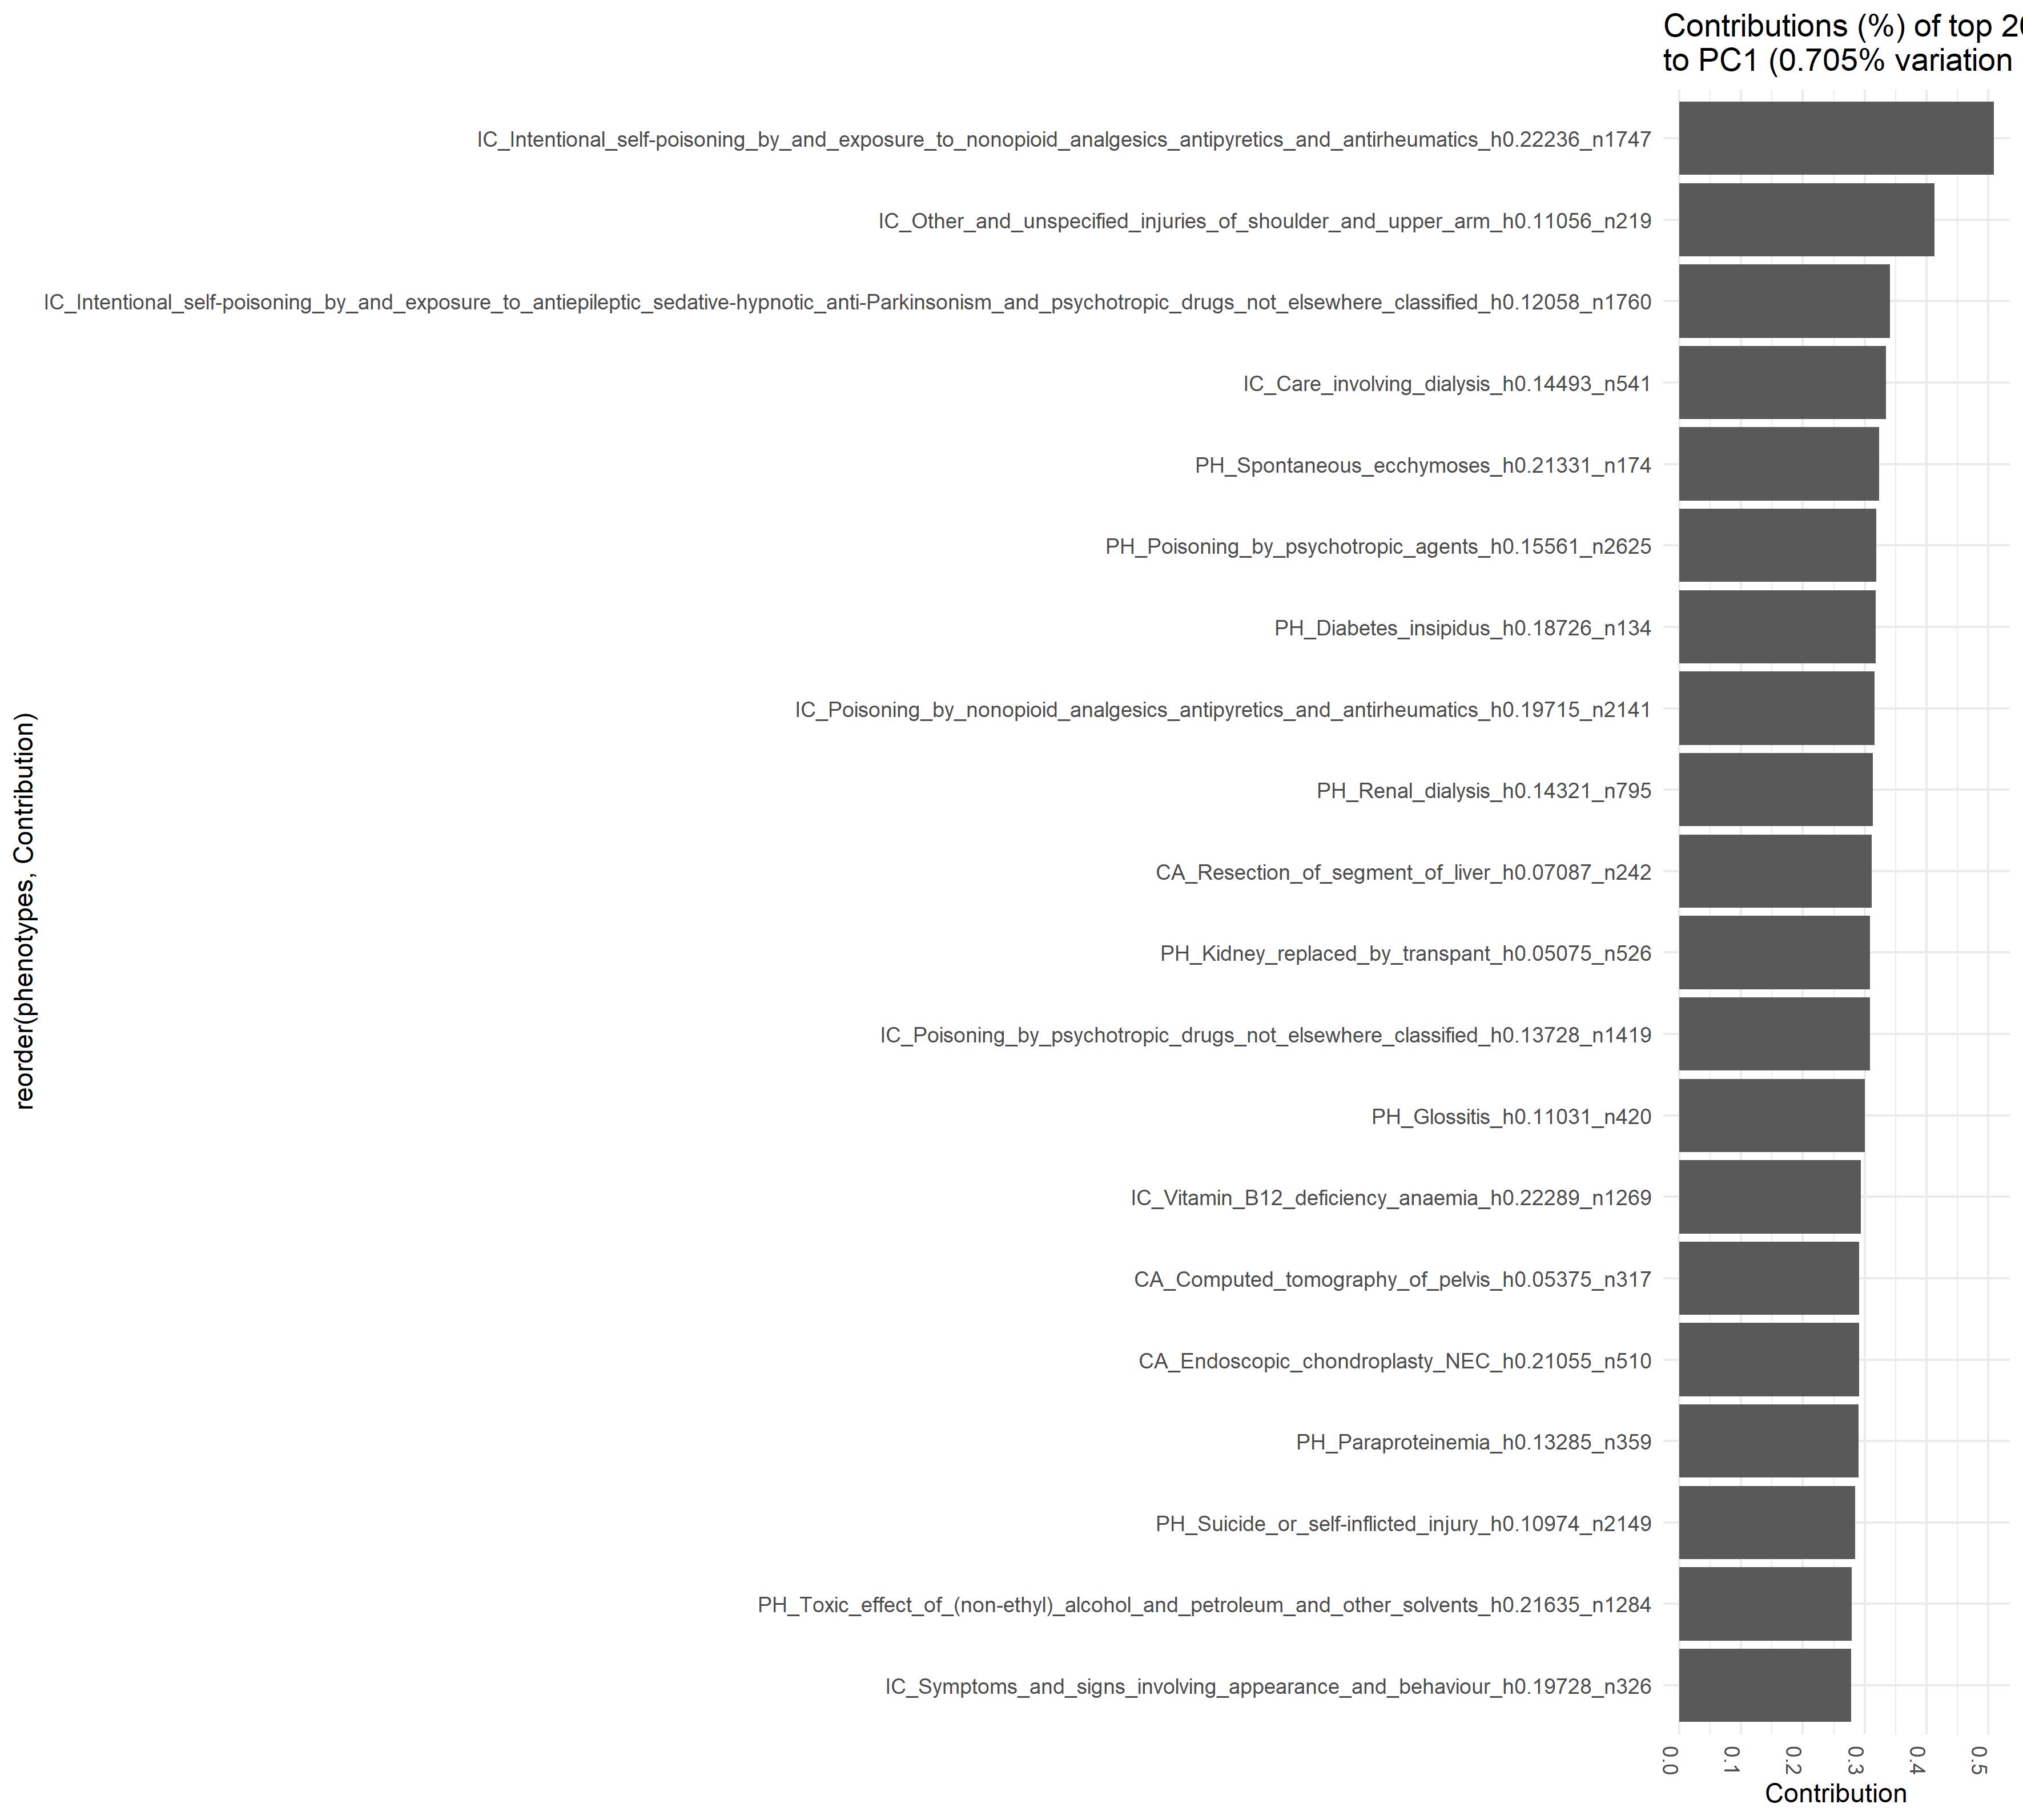 Contributions (%) of top 20
to PC1 (0.705% variation
IC_Intentional_self-poisoning_by_and_exposure_to_nonopioid_analgesics_antipyretics_and_antirheumatics_h0.22236_n1747
IC_Other_and_unspecified_injuries_of_shoulder_and_upper_arm_h0.11056_n219
IC_Intentional_self-poisoning_by_and_exposure_to_antiepileptic_sedative-hypnotic_anti-Parkinsonism_and_psychotropic_drugs_not_elsewhere_classified_h0.12058_n1760
IC_Care_involving_dialysis_h0.14493_n541
PH_Spontaneous_ecchymoses_h0.21331_n174
PH_Poisoning_by_psychotropic_agents_h0.15561_n2625
PH_Diabetes_insipidus_h0.18726_n134
IC_Poisoning_by_nonopioid_analgesics_antipyretics_and_antirheumatics_h0.19715_n2141
PH_Renal_dialysis_h0.14321_n795
CA_Resection_of_segment_of_liver_h0.07087_n242
PH_Kidney_replaced_by_transpant_h0.05075_n526
IC_Poisoning_by_psychotropic_drugs_not_elsewhere_classified_h0.13728_n1419
PH_Glossitis_h0.11031_n420
IC_Vitamin_B12_deficiency_anaemia_h0.22289_n1269
CA_Computed_tomography_of_pelvis_h0.05375_n317
CA_Endoscopic_chondroplasty_NEC_h0.21055_n510
PH_Paraproteinemia_h0.13285_n359
PH_Suicide_or_self-inflicted_injury_h0.10974_n2149
PH_Toxic_effect_of_(non-ethyl)_alcohol_and_petroleum_and_other_solvents_h0.21635_n1284
IC_Symptoms_and_signs_involving_appearance_and_behaviour_h0.19728_n326
reorder(phenotypes, Contribution)
0.0
0.1
0.2
0.3
0.4
0.5
Contribution